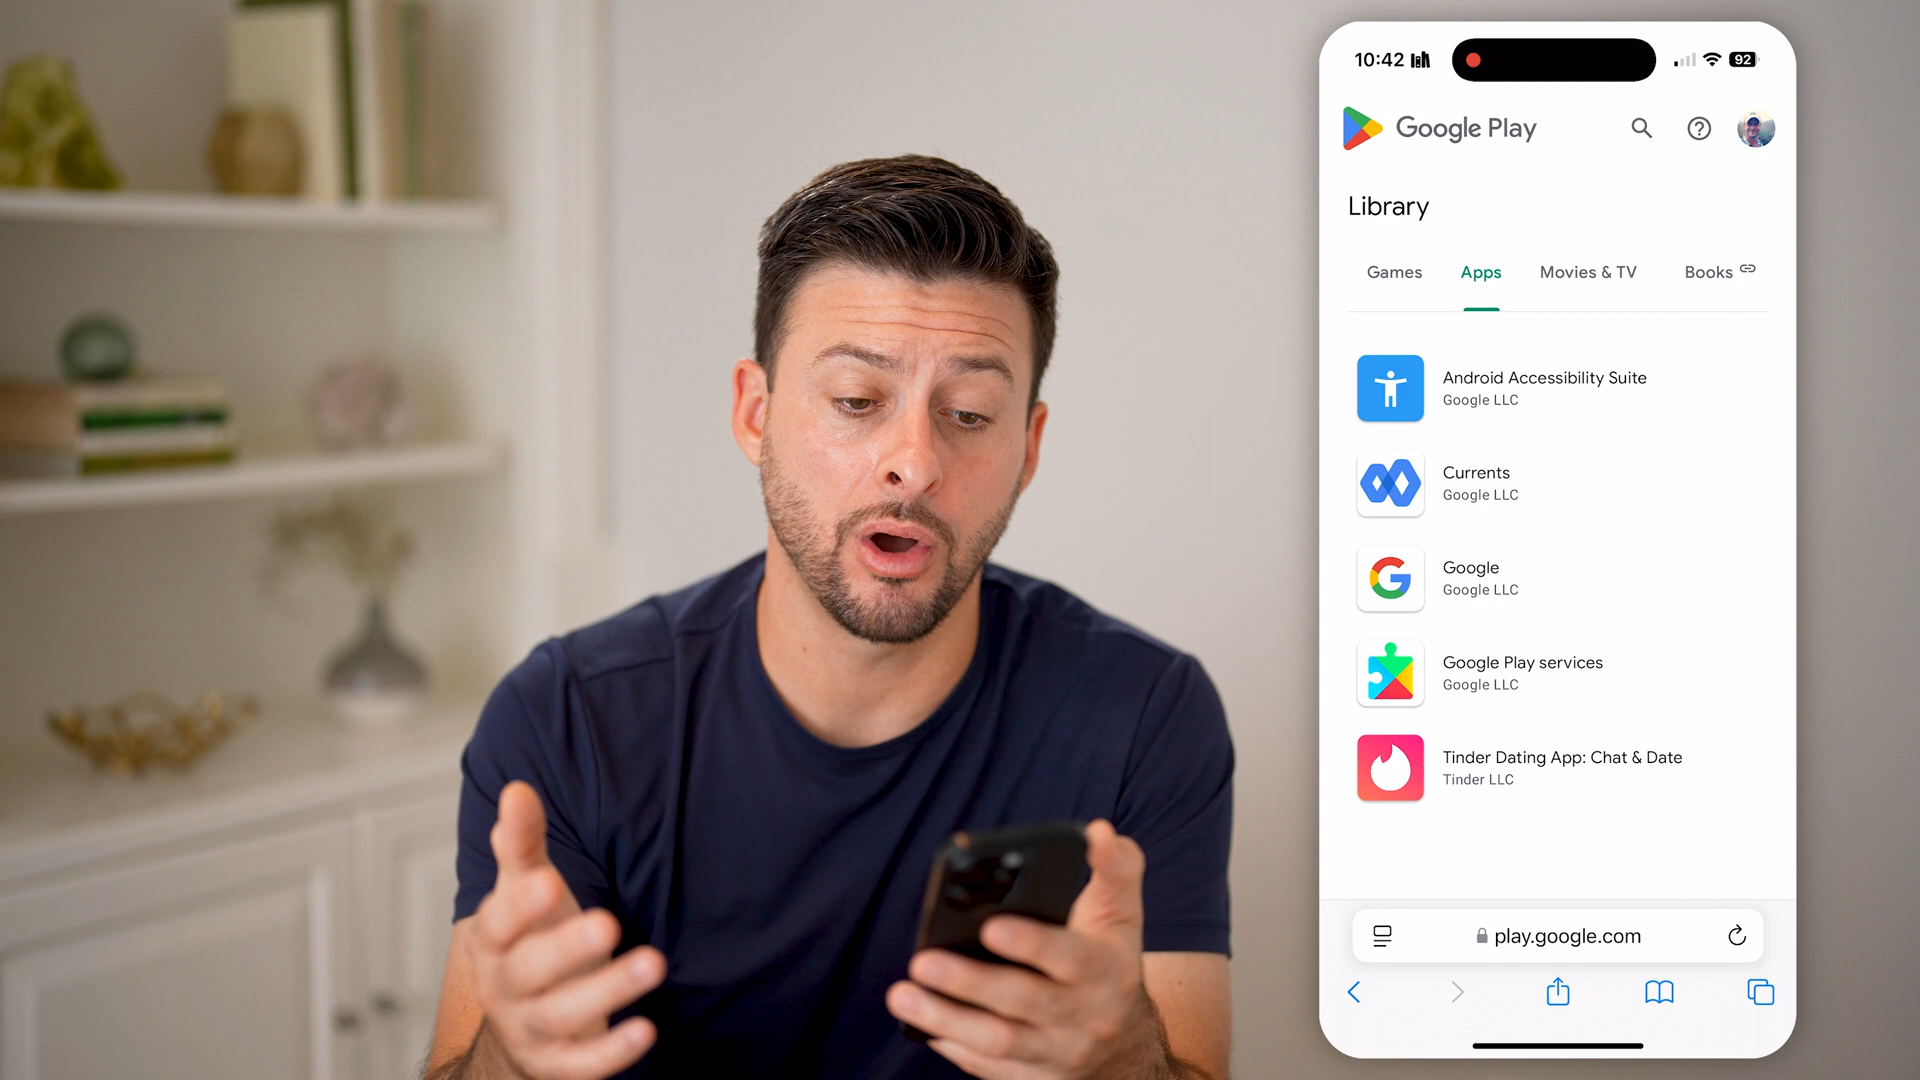 10:42
92
Google Play
Library
Games Apps Movies & TV Books
Android Accessibility Suite
Google LLC
Currents
Google LLC
Google
Google LLC
Google Play services
Google LLC
Tinder Dating App: Chat & Date
Tinder LLC
play.google.com